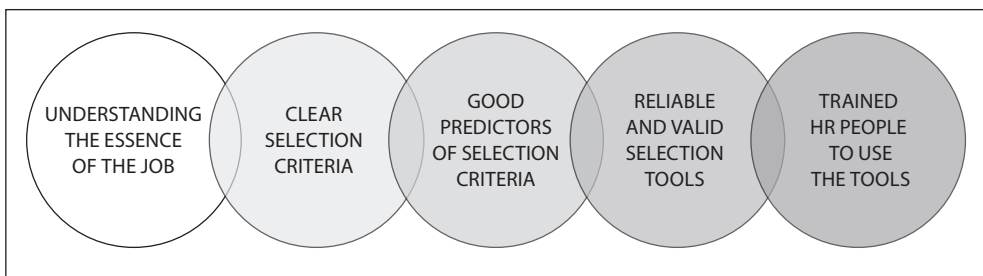 UNDERSTANDING
THE ESSENCE
OF THE JOB
CLEAR
SELECTION
CRITERIA
GOOD
PREDICTORS
OF SELECTION
CRITERIA
RELIABLE
AND VALID
SELECTION
TOOLS
TRAINED
HR PEOPLE
TO USE
THE TOOLS